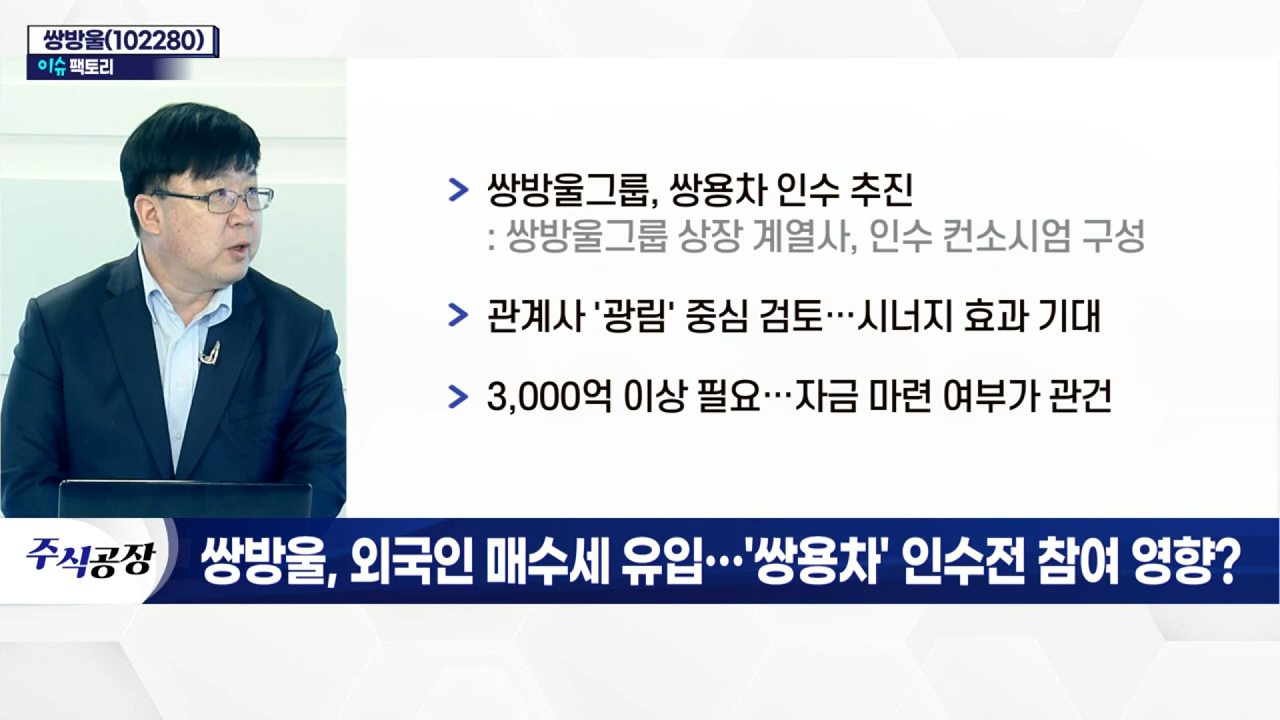 쌍방울(102280)
이슈 팩토리
> 쌍방울그룹, 쌍용차 인수 추진
: 쌍방울그룹 상장 계열사, 인수 컨소시엄 구성
> 관계사 '광림' 중심 검토…시너지 효과 기대
> 3,000억 이상 필요…자금 마련 여부가 관건
주식공장
쌍방울, 외국인 매수세 유입…'쌍용차' 인수전 참여 영향?